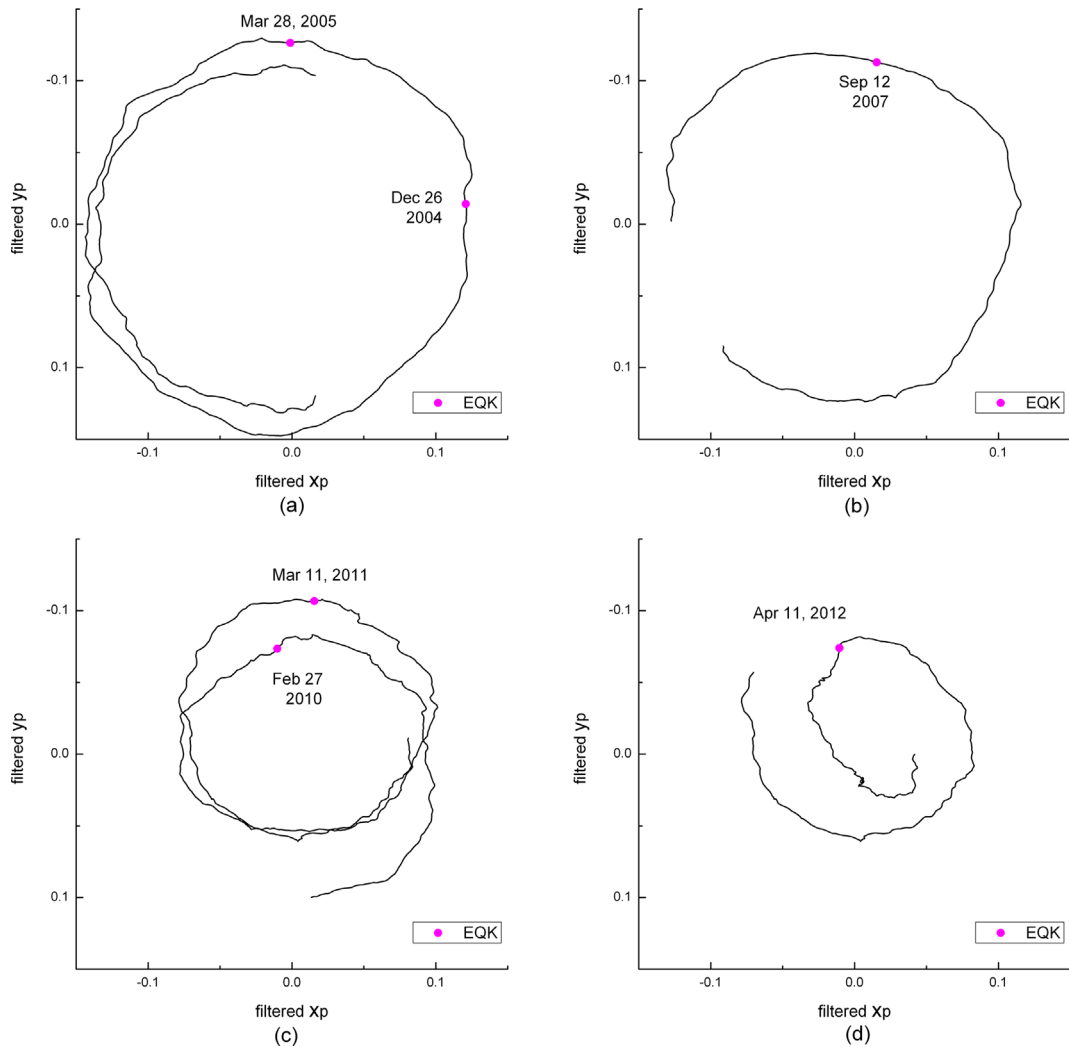 Mar 28, 2005
-0.1
Dec 26
2004
0.0
filtered yp
0.1
EQK
-0.1
0.0
0.1
filtered xp
(a)
-0.1
Sep 12
2007
0.0
filtered yp
0.1
EQK
-0.1
0.0
0.1
filtered xp
(b)
Mar 11, 2011
-0.1
Feb 27
2010
0.0
filtered yp
0.1
EQK
-0.1
0.0
0.1
filtered xp
(c)
Apr 11, 2012
-0.1
0.0
filtered yp
0.1
EQK
-0.1
0.0
0.1
filtered xp
(d)